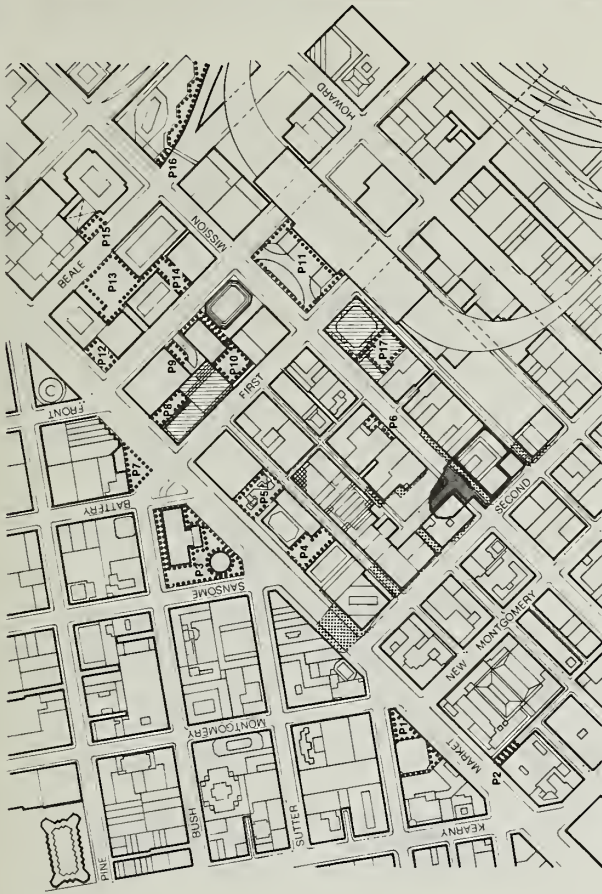 HOWARD
P16
MISSION
BEALE
P15
P13
P14
P11
P12
P9
P8
P10
P17
FIRST
FRONT
P7
BATTERY
P6
P5
P4
P3
SANSOME
SECOND
NEW MONTGOMERY
MONTGOMERY
P1
MARKET
P2
BUSH
SUTTER
KEARNY
PINE